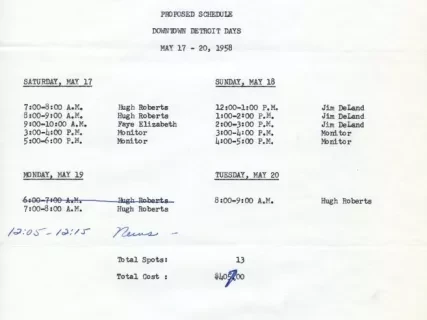 PROPOSED SCHEDULE
DOWNTOWN DETROIT DAYS
MAY 17 - 20, 1958
SATURDAY, MAY 17 SUNDAY, MAY 18
7:00-8:00 A.M. Hugh Roberts 12:00-1:00 P.M. Jim DeLand
8:00-9:00 A.M. Hugh Roberts 1:00-2:00 P.M. Jim DeLand
9:00-10:00 A.M. Faye Elizabeth 2:00-3:00 P.M. Jim DeLand
3:00-4:00 P.M. Monitor 3:00-4:00 P.M. Monitor
5:00-6:00 P.M. Monitor 4:00-5:00 P.M. Monitor
MONDAY, MAY 19 TUESDAY, MAY 20
6:00-7:00 A.M. Hugh Roberts 8:00-9:00 A.M. Hugh Roberts
7:00-8:00 A.M. Hugh Roberts
12:05-12:15 News -
Total Spots: 13
Total Cost :